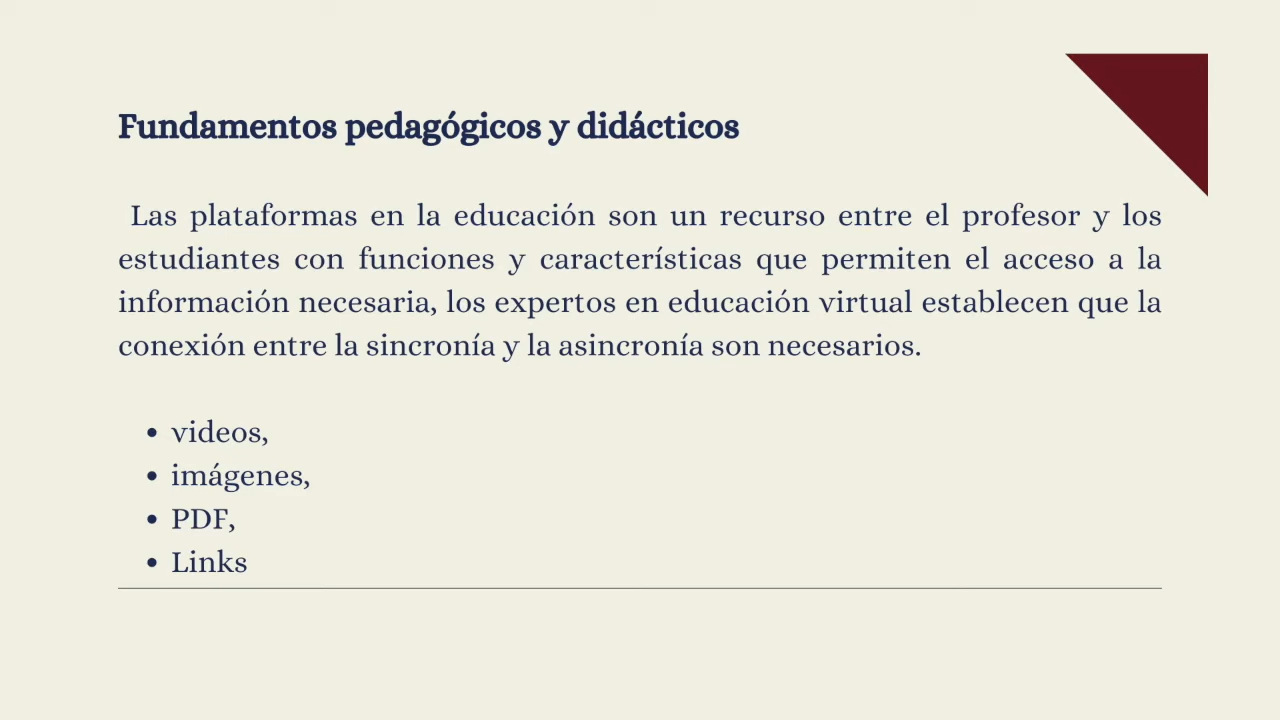 Fundamentos pedagógicos y didácticos
Las plataformas en la educación son un recurso entre el profesor y los
estudiantes con funciones y características que permiten el acceso a la
información necesaria, los expertos en educación virtual establecen que la
conexión entre la sincronía y la asincronía son necesarios.
• videos,
• imágenes,
• PDF,
• Links